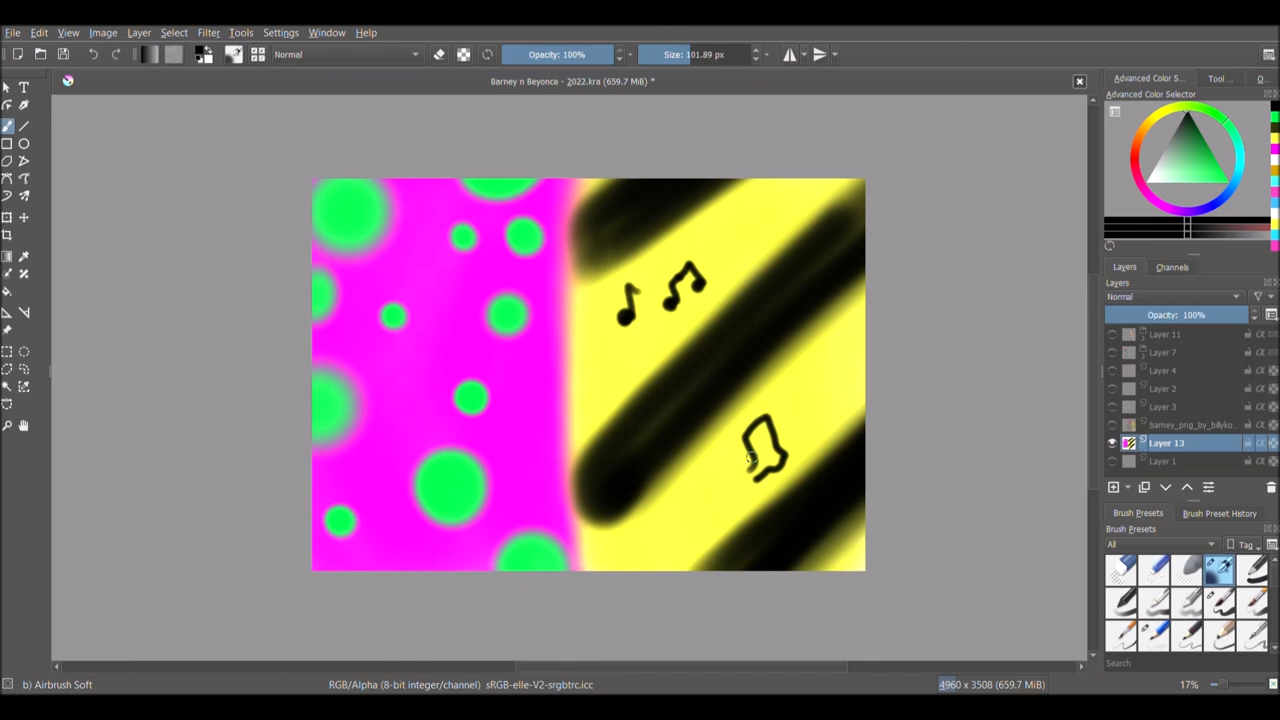 File Edit View Image Layer Select Filter Tools Settings Window Help
Normal Opacity: 100% Size: 101.89 px
Barney n Beyonce - 2022.kra (659.7 MiB) *
Advanced Color S... Tool ... O...
Advanced Color Selector
Layers Channels
Layers
Normal
Opacity: 100%
Layer 11
Layer 7
Layer 4
Layer 2
Layer 3
barney_png_by_billyko...
Layer 13
Layer 1
Brush Presets Brush Preset History
Brush Presets
All Tag
Search
b) Airbrush Soft RGB/Alpha (8-bit integer/channel) sRGB-elle-V2-srgbtrc.icc 4960 x 3508 (659.7 MiB) 17%